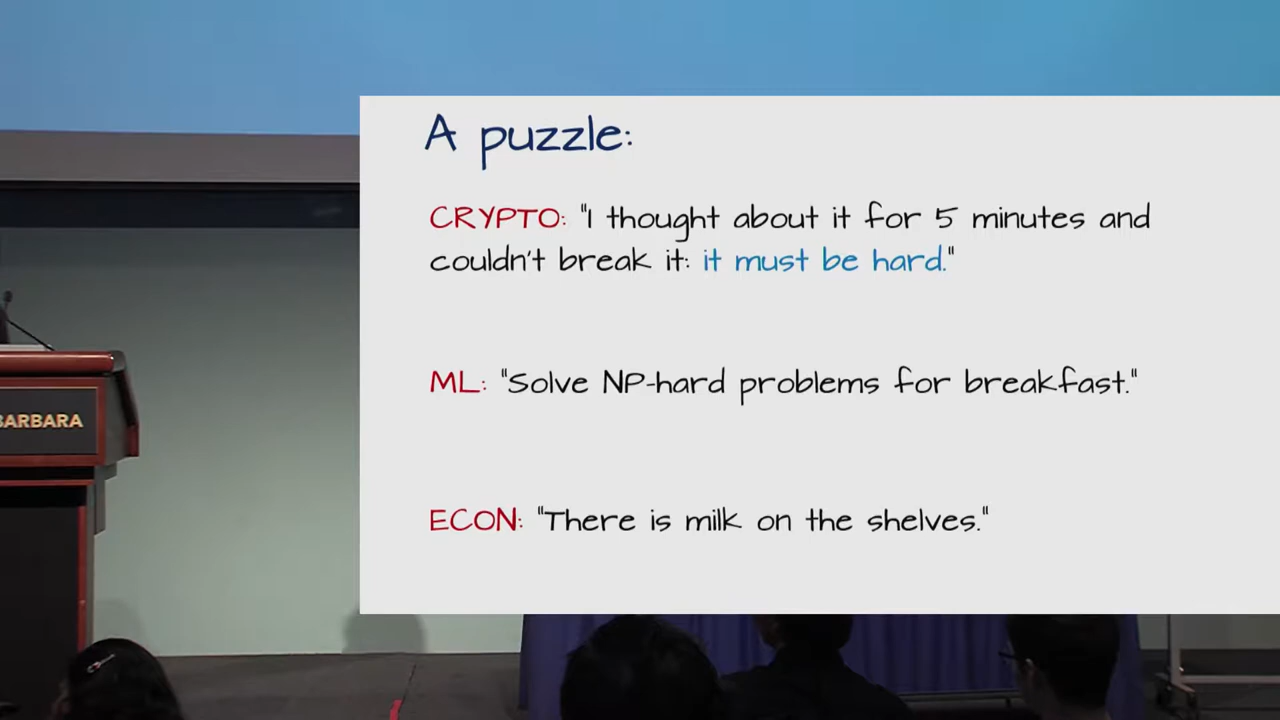 A puzzle:
CRYPTO: "I thought about it for 5 minutes and
couldn't break it: it must be hard."
ML: "Solve NP-hard problems for breakfast."
BARBARA
ECON: "There is milk on the shelves."